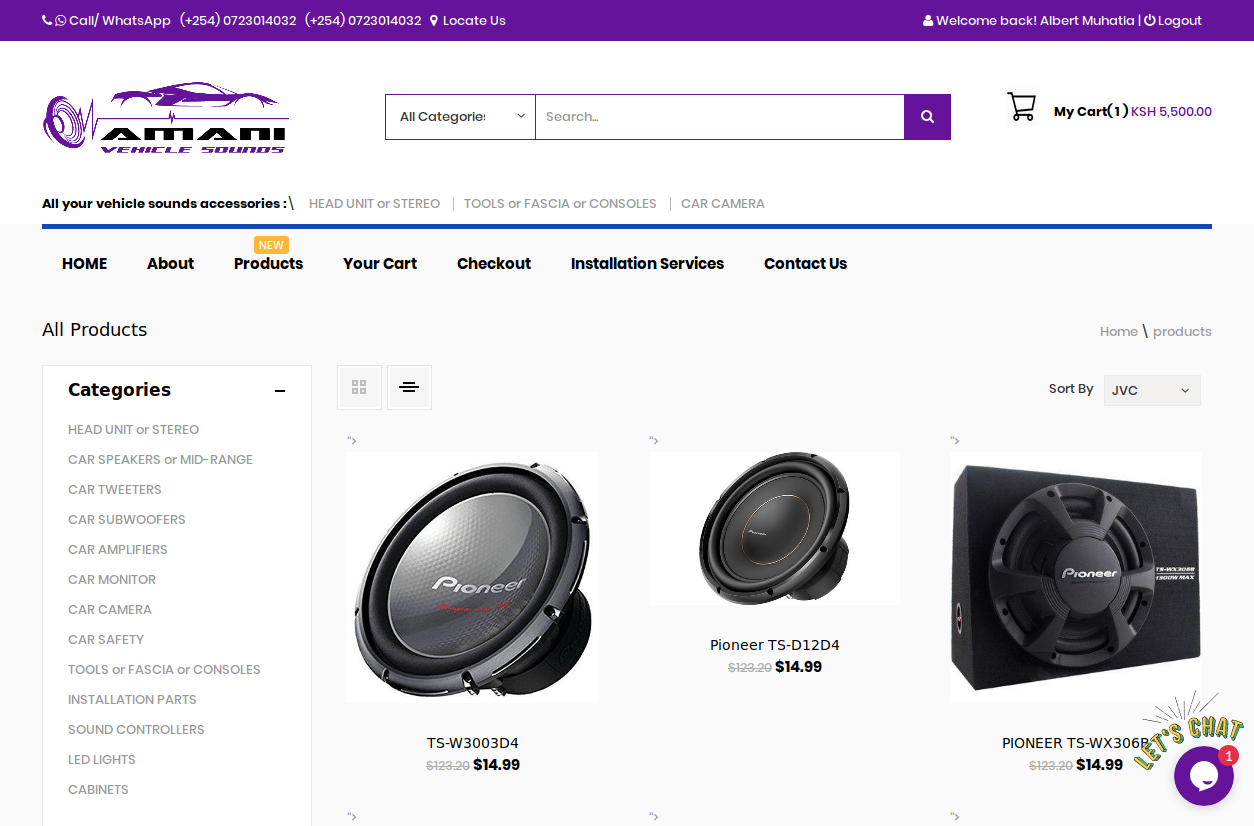 Call/ WhatsApp (+254) 0723014032 (+254) 0723014032 Locate Us
Welcome back! Albert Muhatia | Logout
AMANI
VEHICLE SOUNDS
All Categories
Search...
My Cart( 1 ) KSH 5,500.00
All your vehicle sounds accessories :\ HEAD UNIT or STEREO TOOLS or FASCIA or CONSOLES CAR CAMERA
NEW
HOME About Products Your Cart Checkout Installation Services Contact Us
All Products
Home \ products
Categories
HEAD UNIT or STEREO
CAR SPEAKERS or MID-RANGE
CAR TWEETERS
CAR SUBWOOFERS
CAR AMPLIFIERS
CAR MONITOR
CAR CAMERA
CAR SAFETY
TOOLS or FASCIA or CONSOLES
INSTALLATION PARTS
SOUND CONTROLLERS
LED LIGHTS
CABINETS
Sort By JVC
">
Pioneer
TS-W3003D4
$123.20 $14.99
">
Pioneer
Pioneer TS-D12D4
$123.20 $14.99
">
Pioneer
TS-WX306B
1300W MAX
PIONEER TS-WX306B
$123.20 $14.99
LET'S CHAT
1
">
">
">